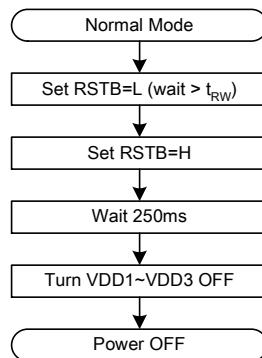 Normal Mode
Set RSTB=L (wait > tRW)
Set RSTB=H
Wait 250ms
Turn VDD1~VDD3 OFF
Power OFF